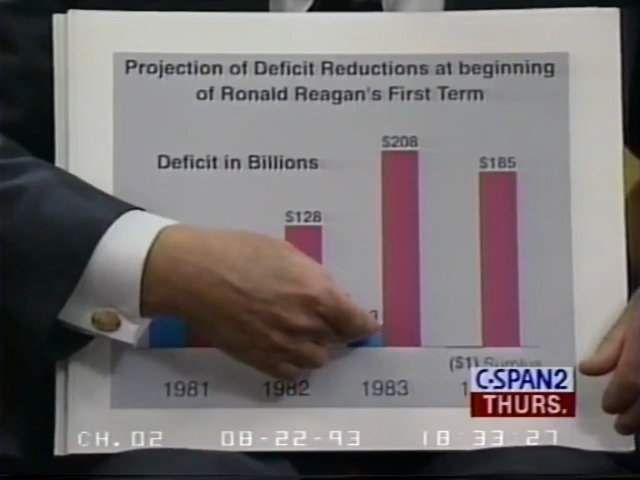 Projection of Deficit Reductions at beginning
of Ronald Reagan's First Term
Deficit in Billions
$208
$185
$128
($1) Surplus
1981
1982
1983
C-SPAN2
THURS.
CH. 02 08-22-93 18:33:27